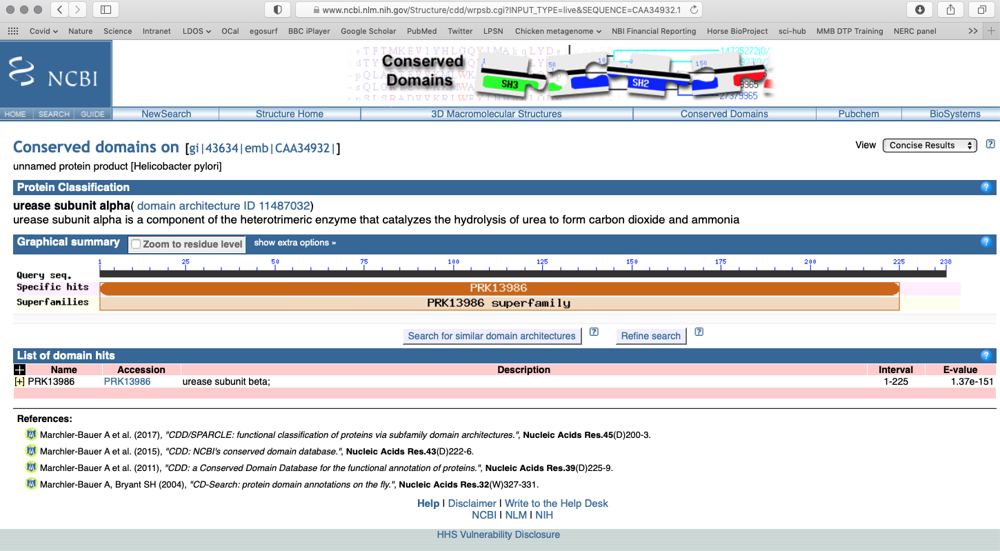 www.ncbi.nlm.nih.gov/Structure/cdd/wrpsb.cgi?INPUT_TYPE=live&SEQUENCE=CAA34932.1
Covid Nature Science Intranet LDOS OCal egosurf BBC iPlayer Google Scholar PubMed Twitter LPSN Chicken metagenome NBI Financial Reporting Horse BioProject sci-hub MMB DTP Training NERC panel
NCBI
Conserved
Domains
SH3
SH2
1
50
150
27379965
HOME SEARCH GUIDE NewSearch Structure Home 3D Macromolecular Structures Conserved Domains Pubchem BioSystems
Conserved domains on [gi|43634|emb|CAA34932|]
View Concise Results ?
unnamed protein product [Helicobacter pylori]
Protein Classification ?
urease subunit alpha( domain architecture ID 11487032)
urease subunit alpha is a component of the heterotrimeric enzyme that catalyzes the hydrolysis of urea to form carbon dioxide and ammonia
Graphical summary Zoom to residue level show extra options » ?
1 25 50 75 100 125 150 175 200 225 238
Query seq.
Specific hits PRK13986
Superfamilies PRK13986 superfamily
Search for similar domain architectures ? Refine search ?
List of domain hits ?
+ Name Accession Description Interval E-value
[+] PRK13986 PRK13986 urease subunit beta; 1-225 1.37e-151
References:
Marchler-Bauer A et al. (2017), "CDD/SPARCLE: functional classification of proteins via subfamily domain architectures.", Nucleic Acids Res.45(D)200-3.
Marchler-Bauer A et al. (2015), "CDD: NCBI's conserved domain database.", Nucleic Acids Res.43(D)222-6.
Marchler-Bauer A et al. (2011), "CDD: a Conserved Domain Database for the functional annotation of proteins.", Nucleic Acids Res.39(D)225-9.
Marchler-Bauer A, Bryant SH (2004), "CD-Search: protein domain annotations on the fly.", Nucleic Acids Res.32(W)327-331.
Help | Disclaimer | Write to the Help Desk
NCBI | NLM | NIH
HHS Vulnerability Disclosure